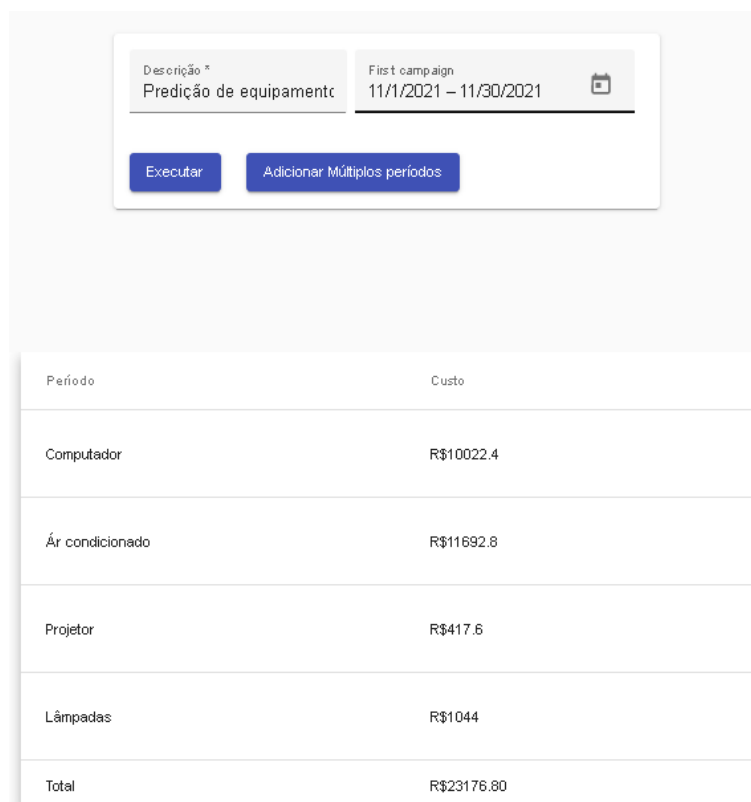 Descrição *
First campaign
Predição de equipamento
11/1/2021 – 11/30/2021
Executar
Adicionar Múltiplos períodos
Período
Custo
Computador
R$10022.4
Ár condicionado
R$11692.8
Projetor
R$417.6
Lâmpadas
R$1044
Total
R$23176.80